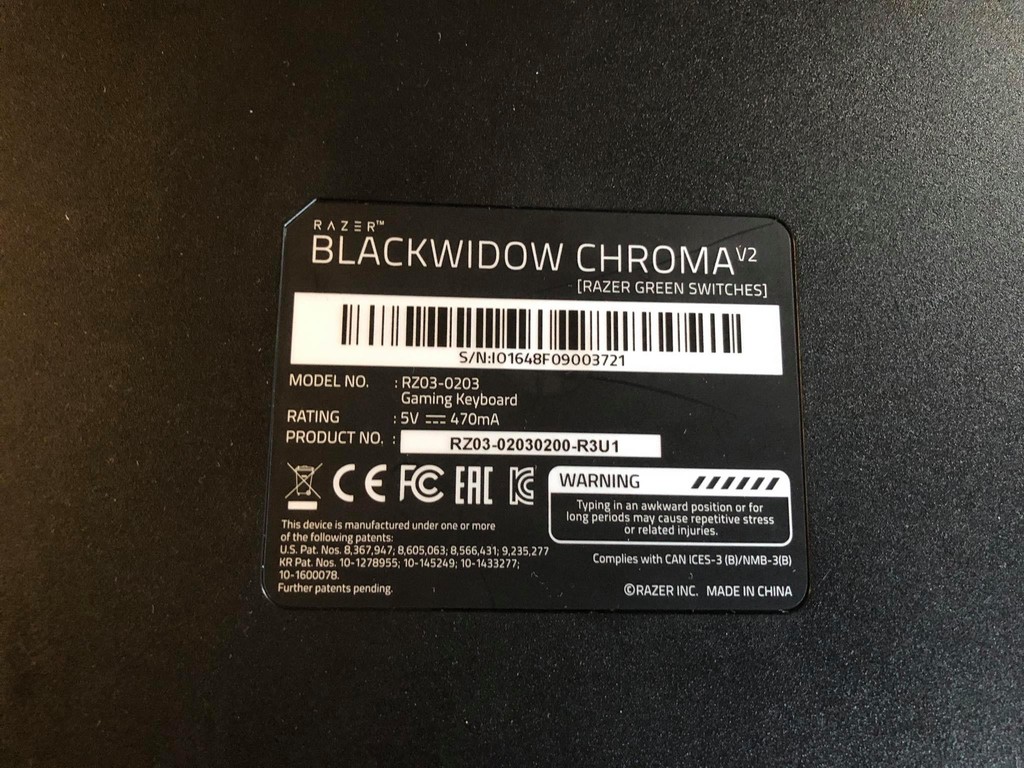 RAZER™
BLACKWIDOW CHROMA V2
[RAZER GREEN SWITCHES]
S/N:IO1648F09003721
MODEL NO. : RZ03-0203
Gaming Keyboard
RATING : 5V ⎓ 470mA
PRODUCT NO. : RZ03-02030200-R3U1
CE FC EAC KC
WARNING
Typing in an awkward position or for
long periods may cause repetitive stress
or related injuries.
This device is manufactured under one or more
of the following patents:
U.S. Pat. Nos. 8,367,947; 8,605,063; 8,566,431; 9,235,277
KR Pat. Nos. 10-1278955; 10-145249; 10-1433277;
10-1600078.
Further patents pending.
Complies with CAN ICES-3 (B)/NMB-3(B)
©RAZER INC. MADE IN CHINA